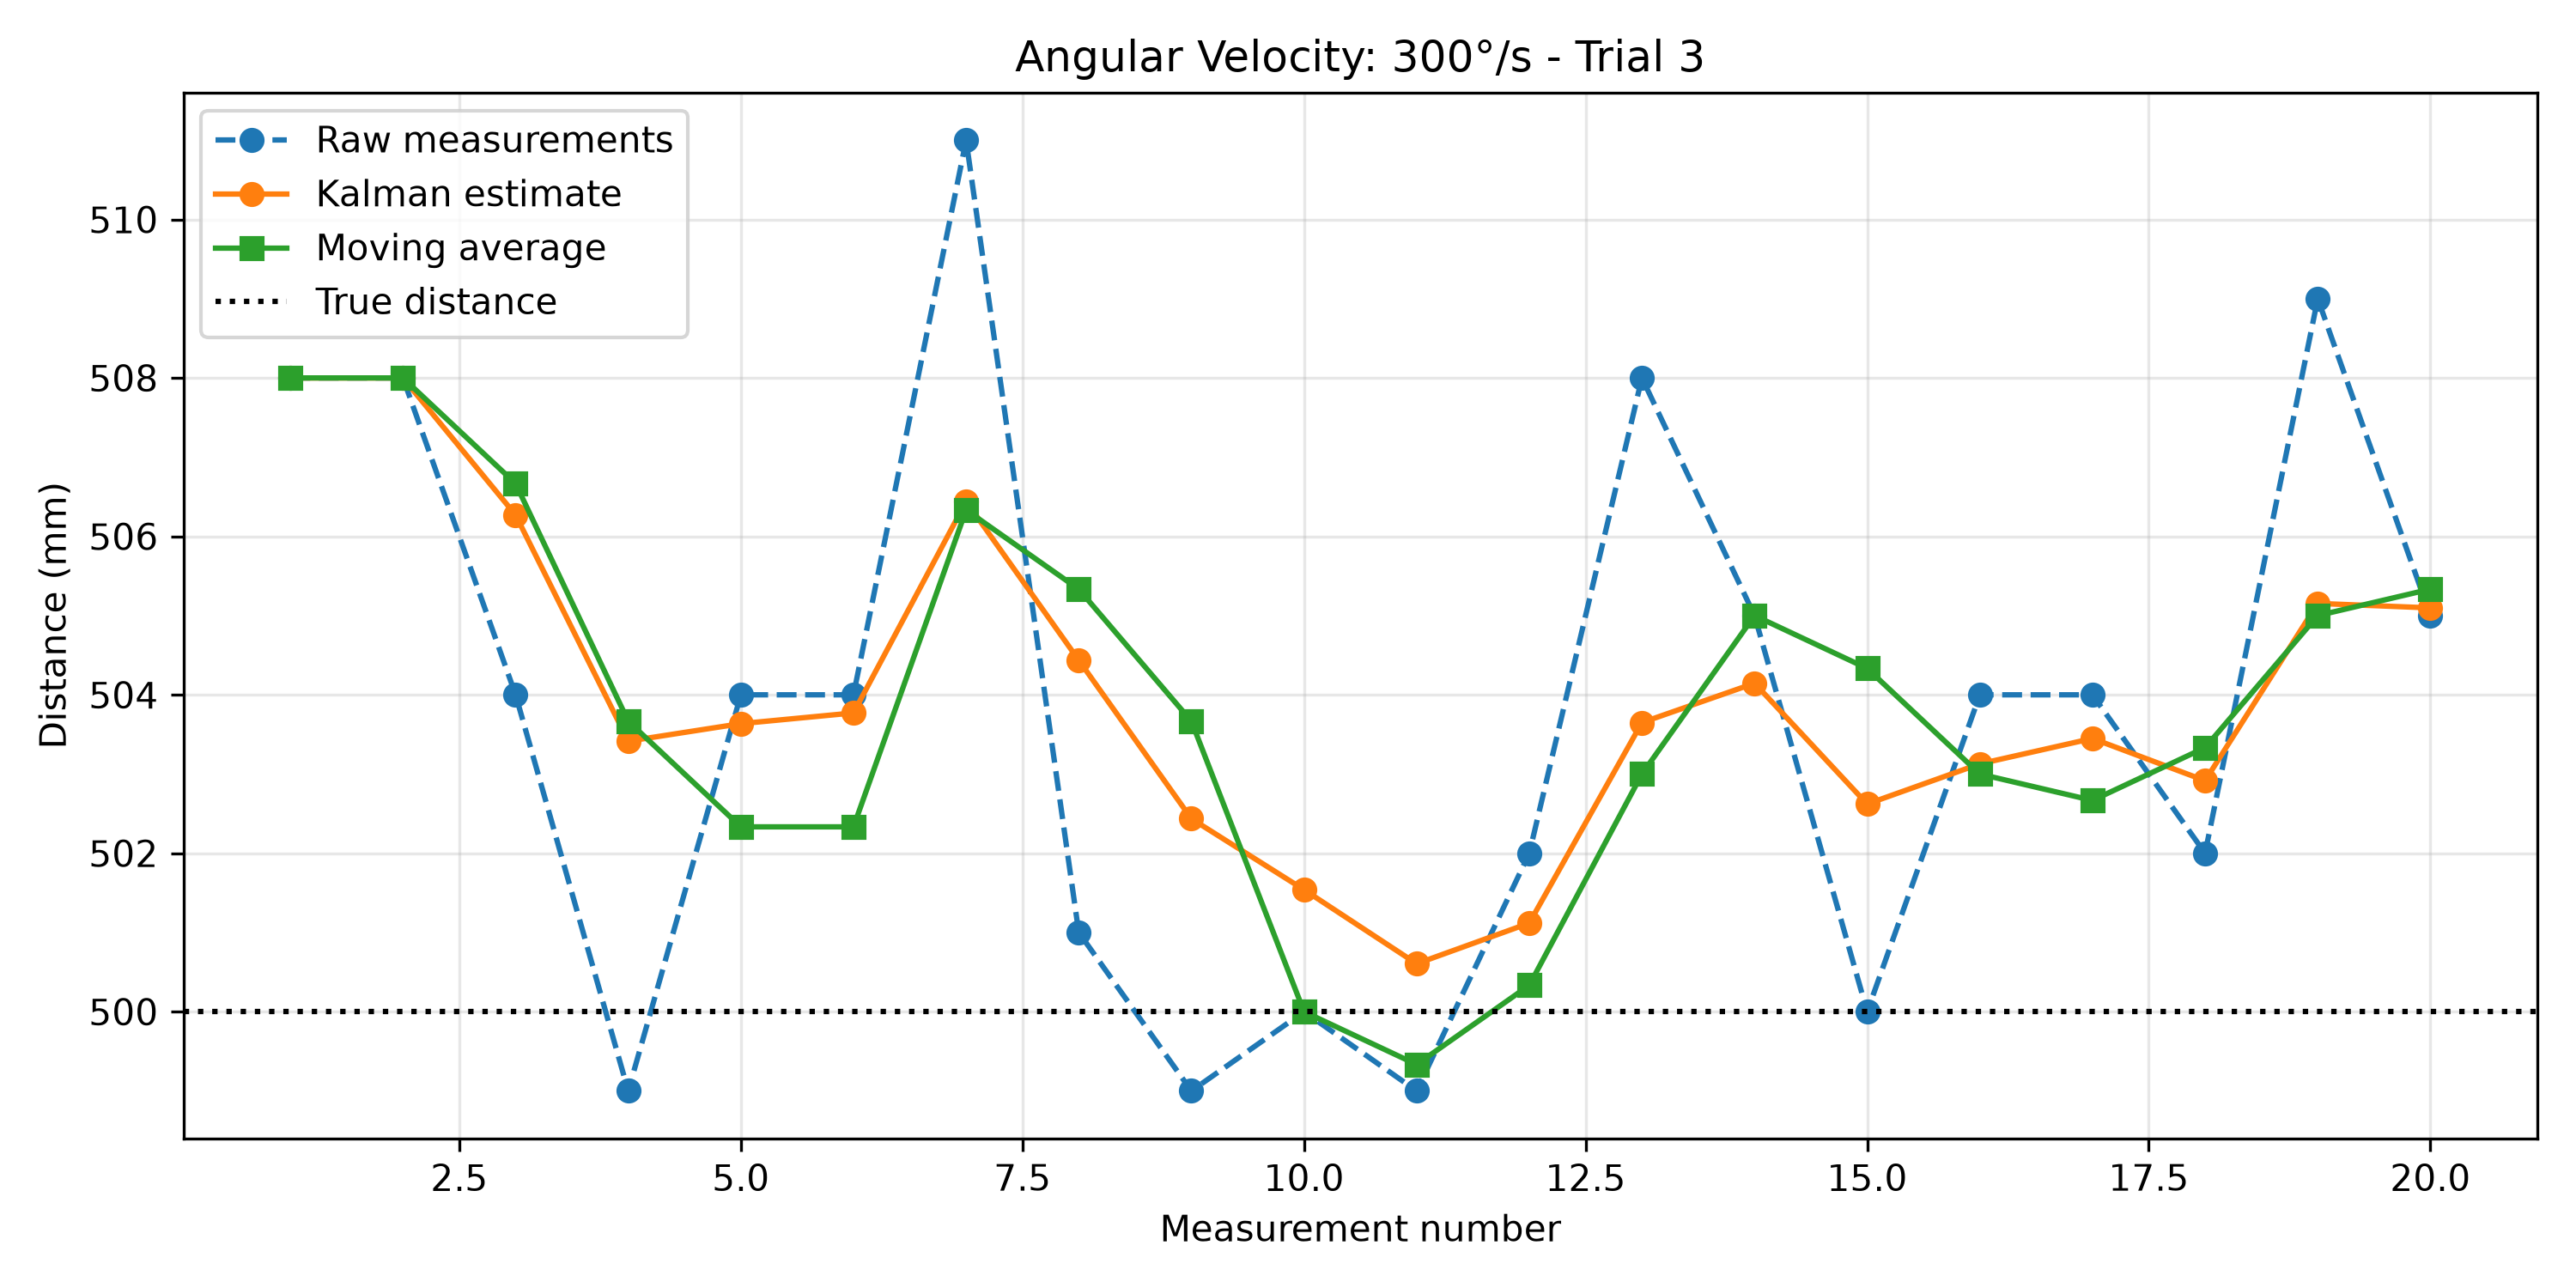 Angular Velocity: 300°/s - Trial 3
Raw measurements
Kalman estimate
Moving average
True distance
510
508
506
504
502
500
Distance (mm)
2.5 5.0 7.5 10.0 12.5 15.0 17.5 20.0
Measurement number